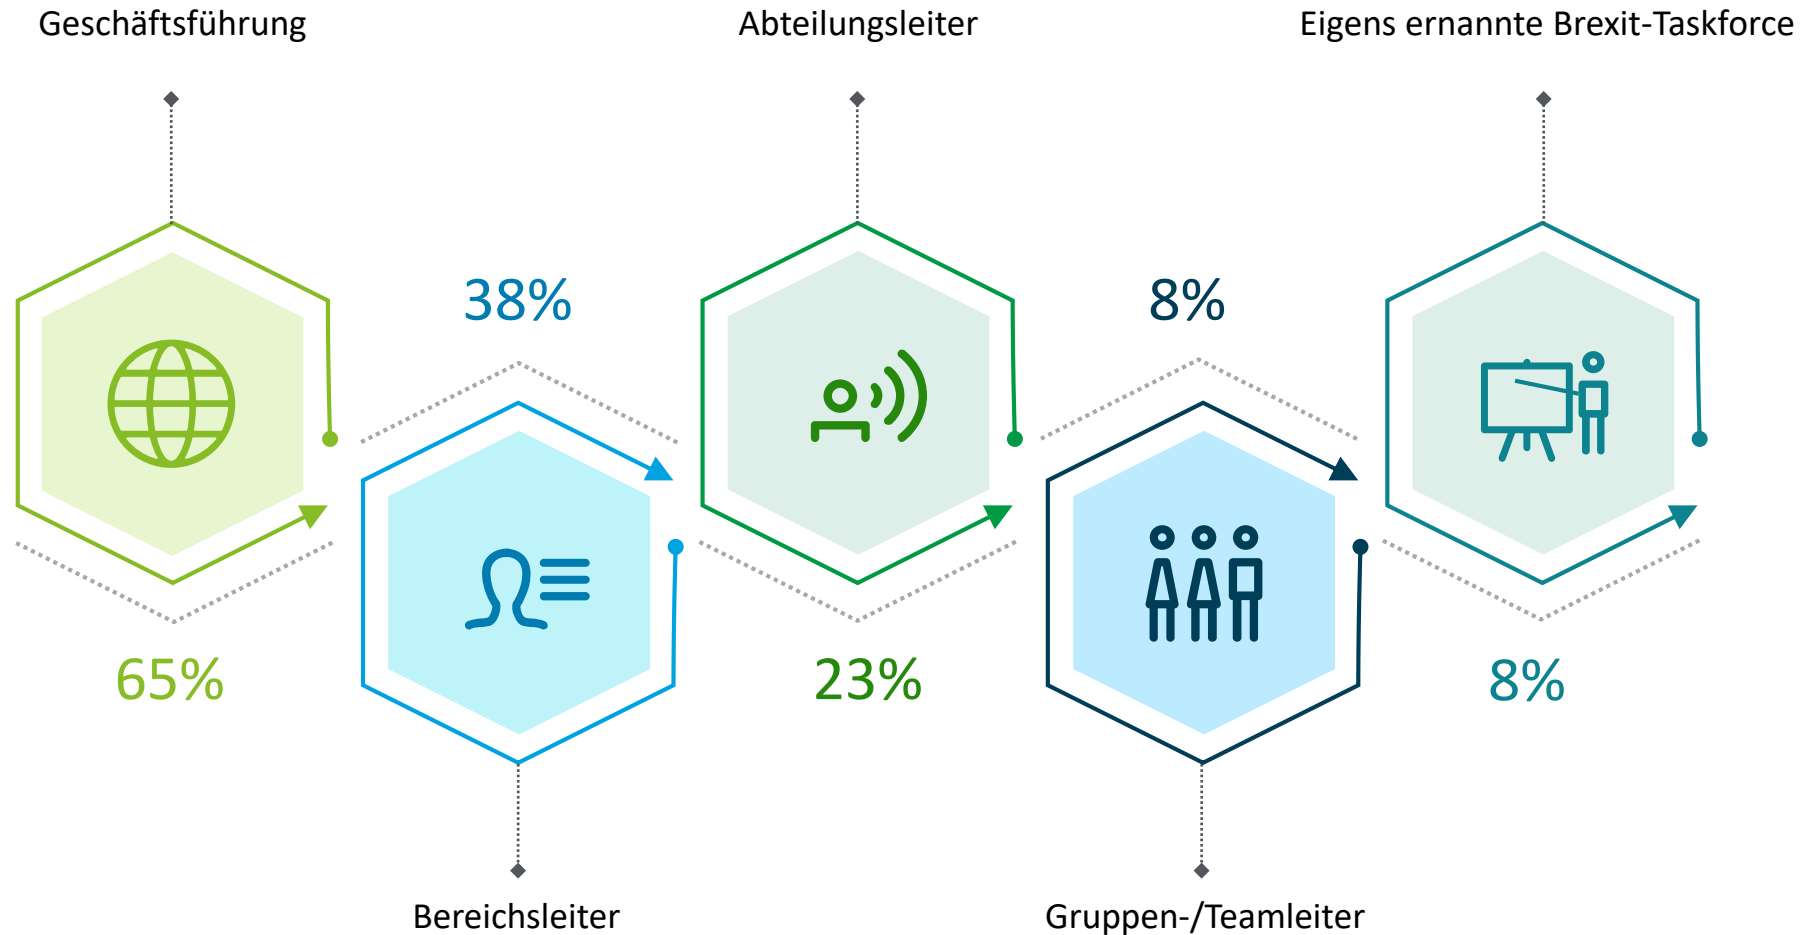 Geschäftsführung
Abteilungsleiter
Eigens ernannte Brexit-Taskforce
38%
8%
65%
23%
8%
Bereichsleiter
Gruppen-/Teamleiter